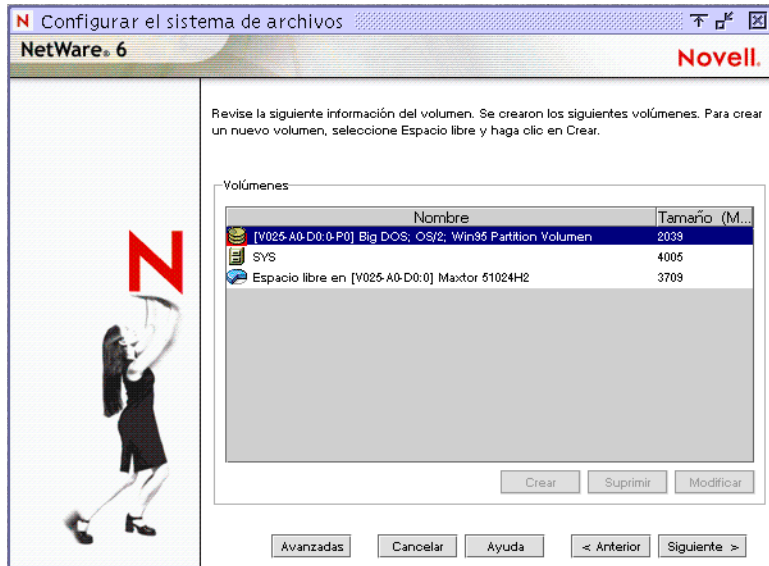 N Configurar el sistema de archivos
NetWare® 6
Novell.
Revise la siguiente información del volumen. Se crearon los siguientes volúmenes. Para crear
un nuevo volumen, seleccione Espacio libre y haga clic en Crear.
Volúmenes
Nombre Tamaño (M...
[V025-A0-D0:0-P0] Big DOS; OS/2; Win95 Partition Volumen 2039
SYS 4005
Espacio libre en [V025-A0-D0:0] Maxtor 51024H2 3709
Crear Suprimir Modificar
N
Avanzadas Cancelar Ayuda < Anterior Siguiente >